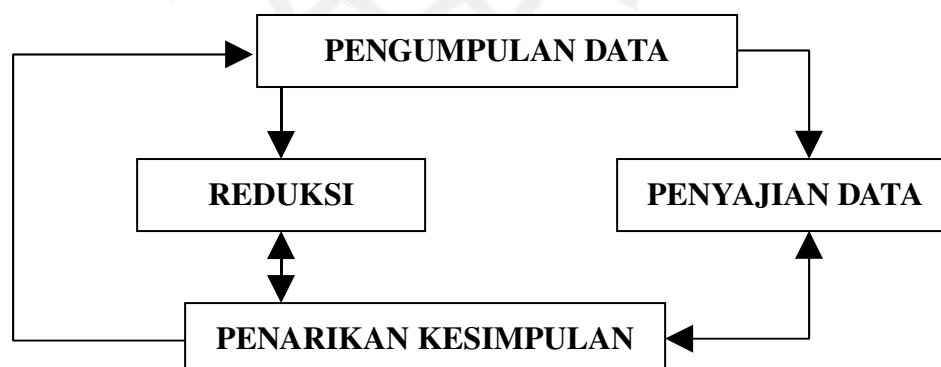 PENGUMPULAN DATA
REDUKSI
PENYAJIAN DATA
PENARIKAN KESIMPULAN